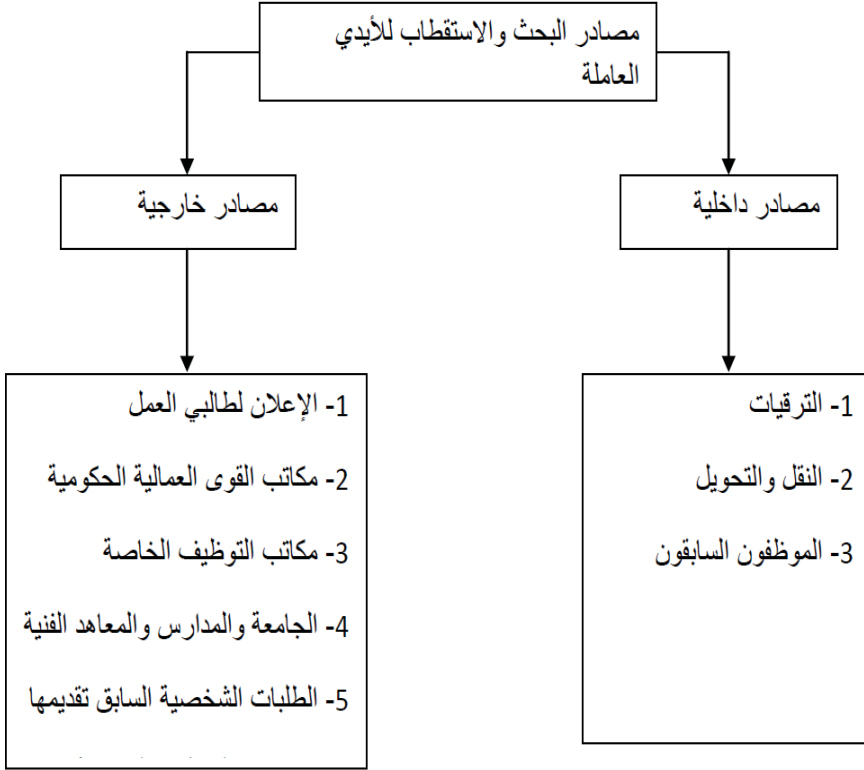 مصادر البحث والاستقطاب للأيدي
العاملة
مصادر داخلية
مصادر خارجية
1- الترقيات
2- النقل والتحويل
3- الموظفون السابقون
1- الإعلان لطالبي العمل
2- مكاتب القوى العمالية الحكومية
3- مكاتب التوظيف الخاصة
4- الجامعة والمدارس والمعاهد الفنية
5- الطلبات الشخصية السابق تقديمها